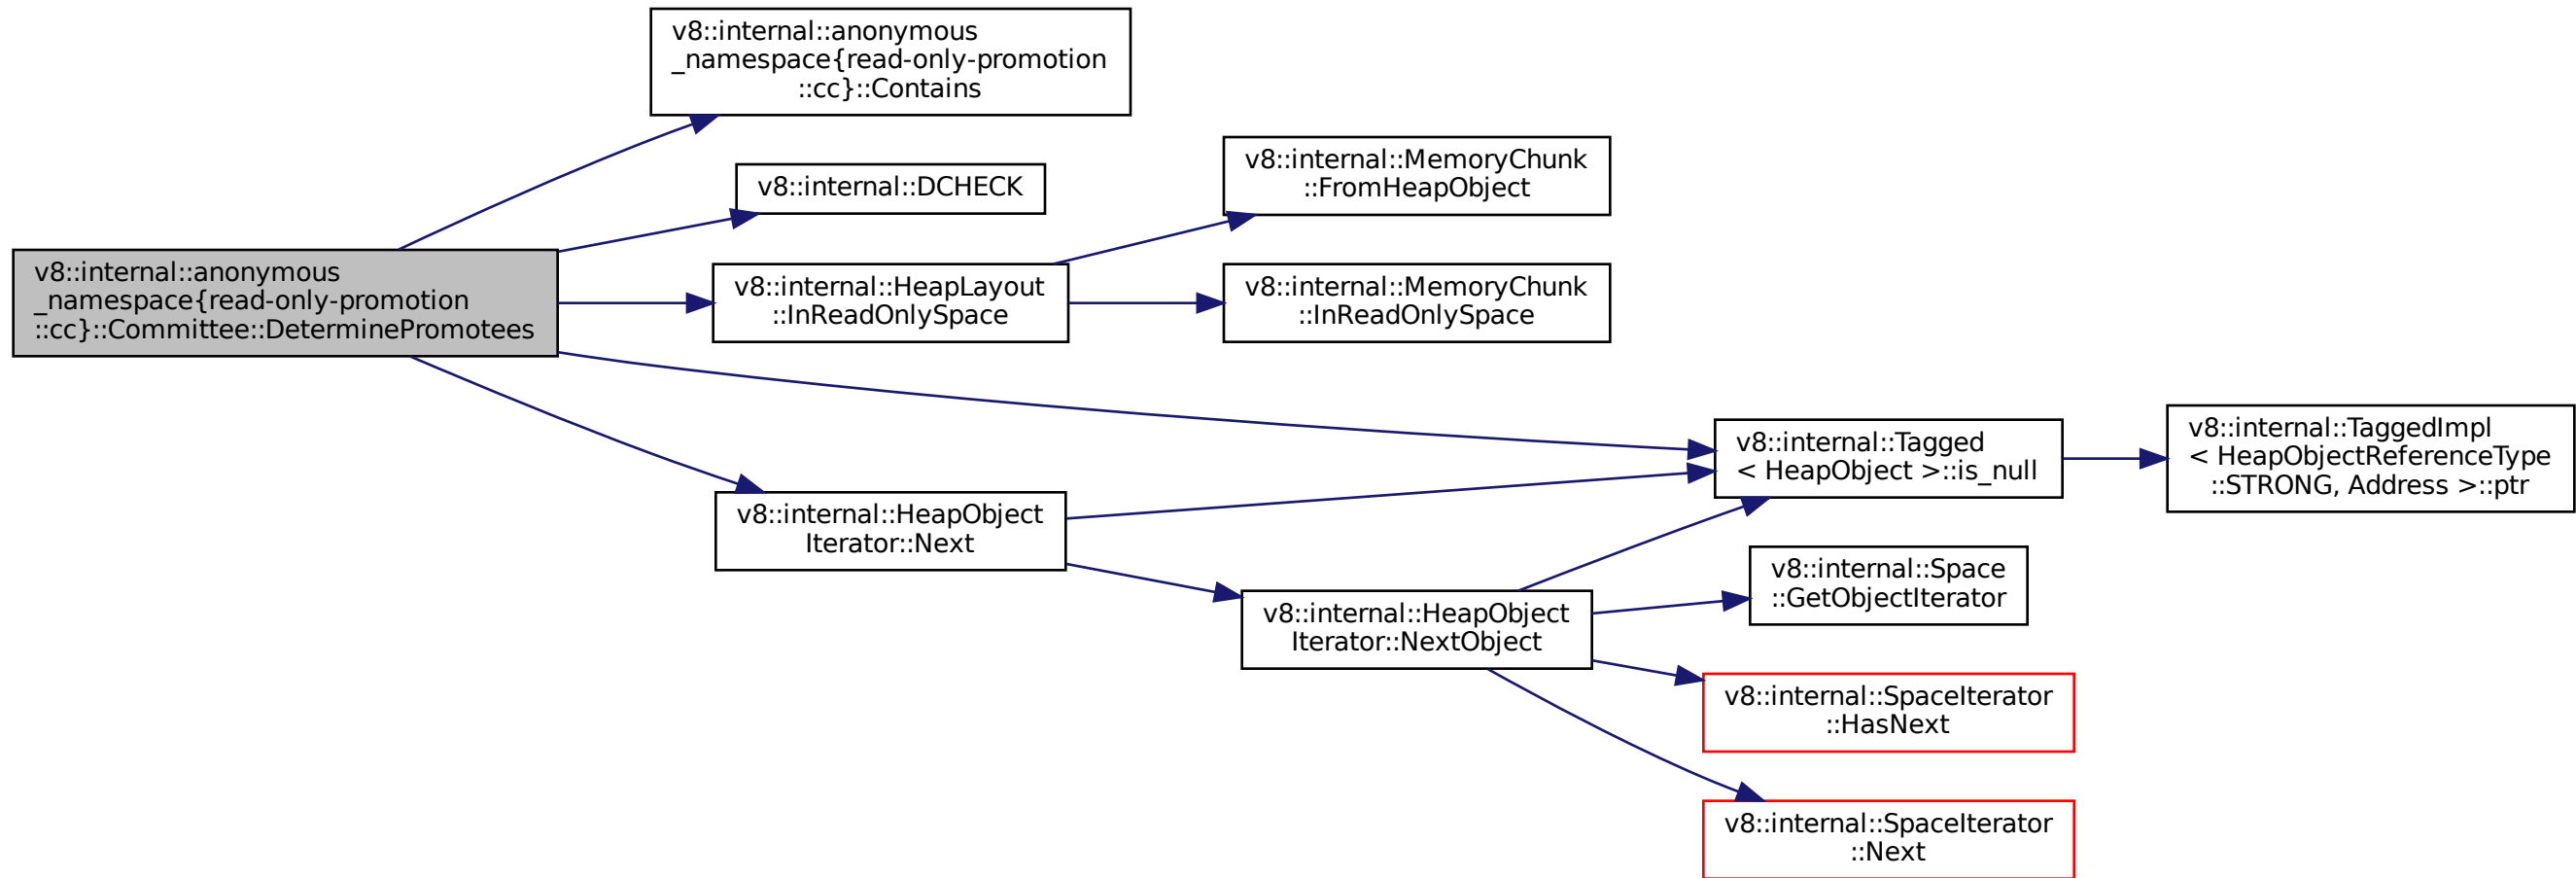 v8::internal::anonymous
_namespace{read-only-promotion
::cc}::Contains
v8::internal::MemoryChunk
::FromHeapObject
v8::internal::DCHECK
v8::internal::anonymous
_namespace{read-only-promotion
::cc}::Committee::DeterminePromotees
v8::internal::HeapLayout
::InReadOnlySpace
v8::internal::MemoryChunk
::InReadOnlySpace
v8::internal::Tagged
< HeapObject >::is_null
v8::internal::TaggedImpl
< HeapObjectReferenceType
::STRONG, Address >::ptr
v8::internal::HeapObject
Iterator::Next
v8::internal::Space
::GetObjectIterator
v8::internal::HeapObject
Iterator::NextObject
v8::internal::SpaceIterator
::HasNext
v8::internal::SpaceIterator
::Next